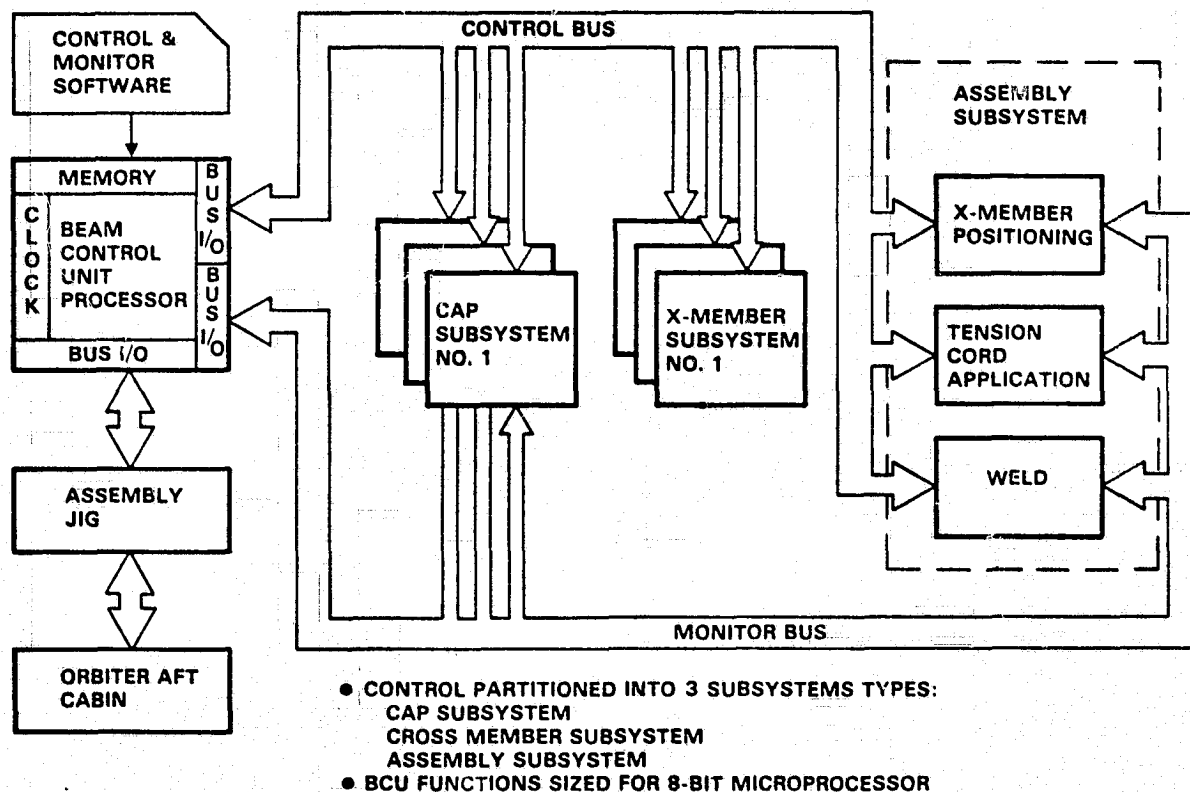 CONTROL &
MONITOR
SOFTWARE
CONTROL BUS
MEMORY
CLOCK
BEAM
CONTROL
UNIT
PROCESSOR
BUS I/O
BUS I/O
BUS I/O
ASSEMBLY
JIG
ORBITER AFT
CABIN
CAP
SUBSYSTEM
NO. 1
X-MEMBER
SUBSYSTEM
NO. 1
ASSEMBLY
SUBSYSTEM
X-MEMBER
POSITIONING
TENSION
CORD
APPLICATION
WELD
MONITOR BUS
● CONTROL PARTITIONED INTO 3 SUBSYSTEMS TYPES:
CAP SUBSYSTEM
CROSS MEMBER SUBSYSTEM
ASSEMBLY SUBSYSTEM
● BCU FUNCTIONS SIZED FOR 8-BIT MICROPROCESSOR